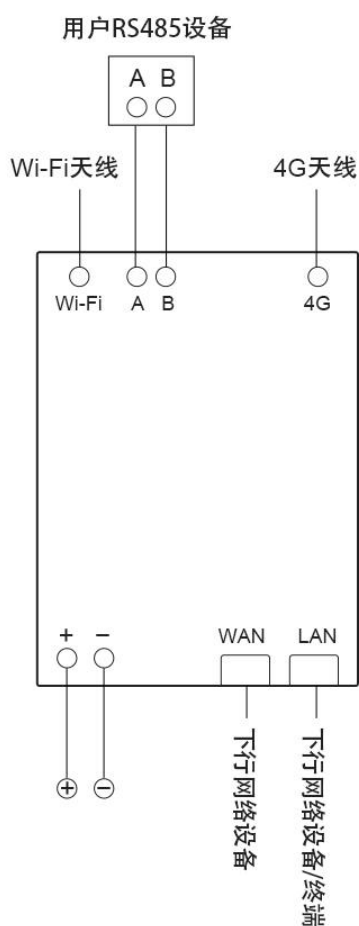 用户RS485设备
A B
Wi-Fi天线
4G天线
Wi-Fi A B 4G
+ −
WAN LAN
+ −
下行网络设备
下行网络设备/终端